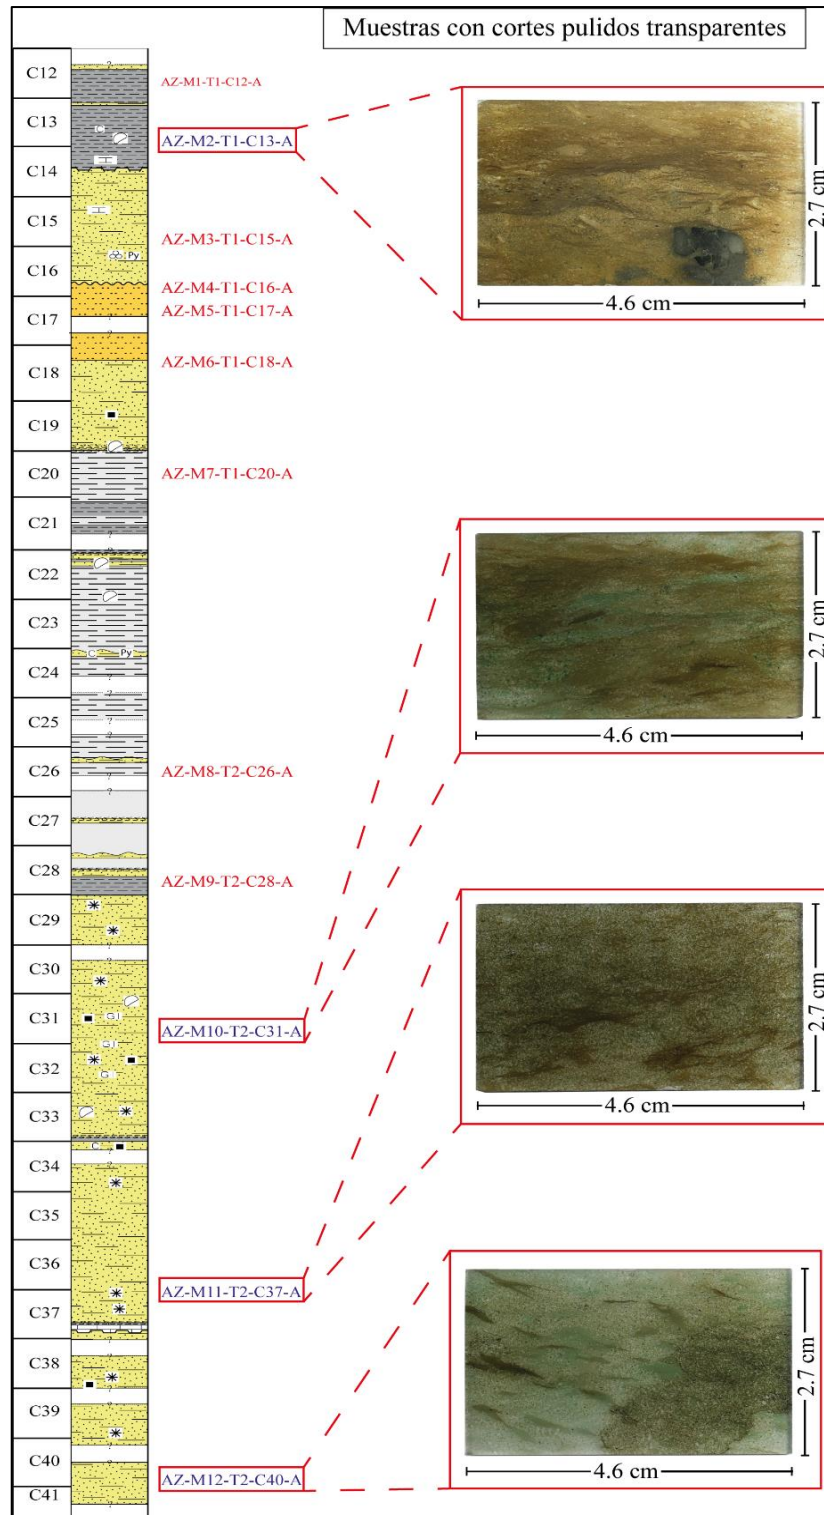 Muestras con cortes pulidos transparentes
C12
?
AZ-M1-T1-C12-A
C13
C
AZ-M2-T1-C13-A
2.7 cm
4.6 cm
C14
C15
AZ-M3-T1-C15-A
Py
C16
AZ-M4-T1-C16-A
AZ-M5-T1-C17-A
C17
?
?
AZ-M6-T1-C18-A
C18
C19
C20
AZ-M7-T1-C20-A
C21
?
?
C22
2.7 cm
4.6 cm
C23
C Py
C24
?
?
C25
?
?
C26
AZ-M8-T2-C26-A
?
?
C27
C28
AZ-M9-T2-C28-A
C29
?
2.7 cm
4.6 cm
C30
C31
G l
AZ-M10-T2-C31-A
G l
C32
G l
C33
C34
C
?
?
C35
C36
AZ-M11-T2-C37-A
C37
?
2.7 cm
4.6 cm
C38
?
?
C39
?
C40
?
AZ-M12-T2-C40-A
C41
?